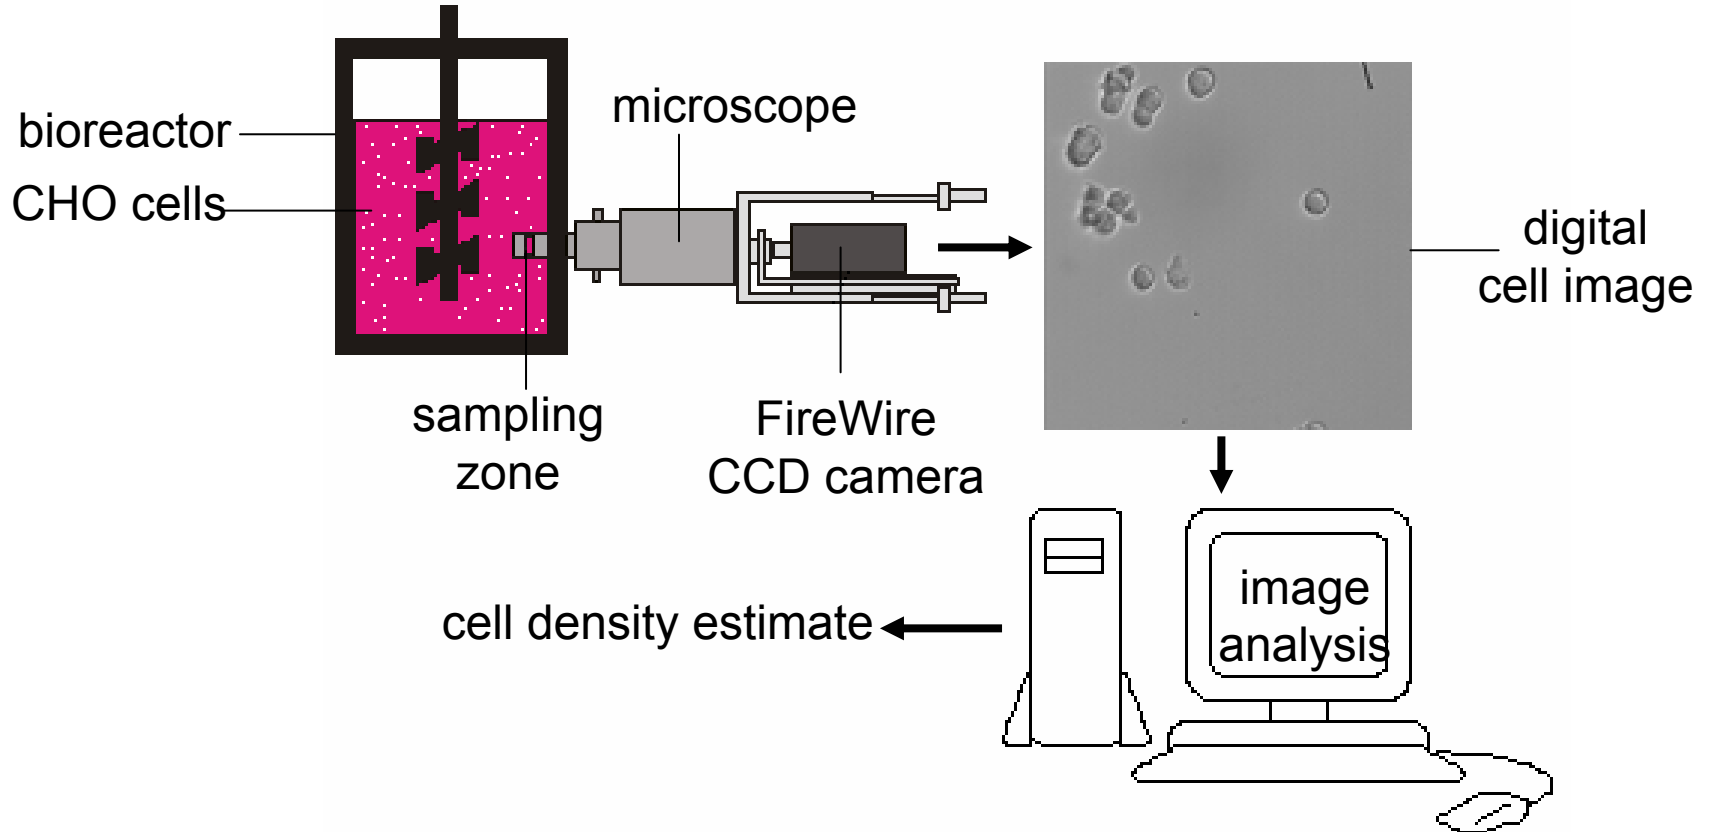 bioreactor
CHO cells
microscope
sampling
zone
FireWire
CCD camera
digital
cell image
image
analysis
cell density estimate